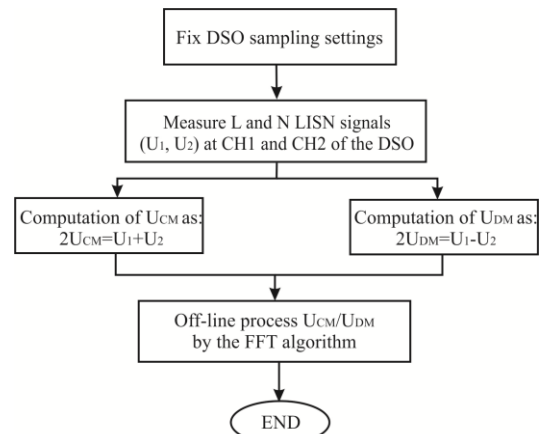 Fix DSO sampling settings
Measure L and N LISN signals
(U1, U2) at CH1 and CH2 of the DSO
Computation of UCM as:
2UCM=U1+U2
Computation of UDM as:
2UDM=U1-U2
Off-line process UCM/UDM
by the FFT algorithm
END